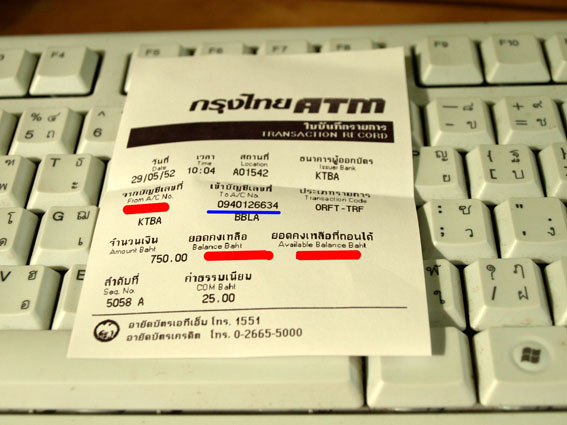 F3
F4
F5
F6
F7
F8
F9
F10
กรุงไทย ATM
ใบบันทึกรายการ
TRANSACTION RECORD
วันที่ เวลา สถานที่ ธนาคารผู้ออกบัตร
Date Time Location Issuer Bank
29/05/52 10:04 A01542 KTBA
จากบัญชีเลขที่ เข้าบัญชีเลขที่ ประเภทรายการ
From A/C No. To A/C No. Transaction Code
0940126634 ORFT-TRF
KTBA BBLA
จำนวนเงิน ยอดคงเหลือ ยอดคงเหลือที่ถอนได้
Amount Baht Balance Baht Available Balance Baht
750.00
ลำดับที่ ค่าธรรมเนียม
Seq. No. COM Baht
5058 A 25.00
อายัดบัตรเอทีเอ็ม โทร. 1551
อายัดบัตรเครดิต โทร. 0-2665-5000